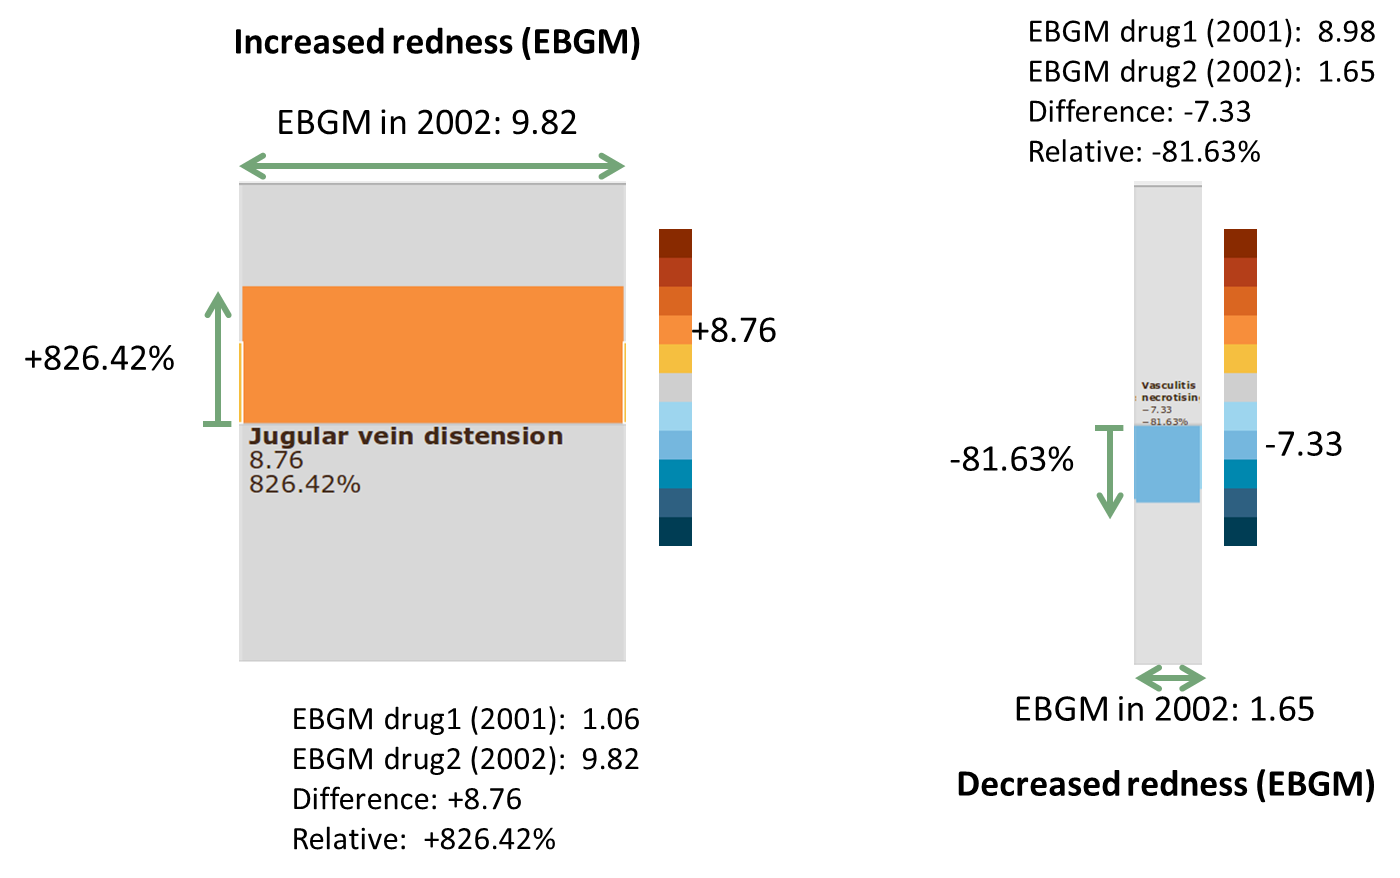 Increased redness (EBGM)
EBGM in 2002: 9.82
+826.42%
+8.76
Jugular vein distension
8.76
826.42%
EBGM drug1 (2001): 1.06
EBGM drug2 (2002): 9.82
Difference: +8.76
Relative: +826.42%
EBGM drug1 (2001): 8.98
EBGM drug2 (2002): 1.65
Difference: -7.33
Relative: -81.63%
Vasculitis
necrotisin
−7.33
−81.63%
-81.63%
-7.33
EBGM in 2002: 1.65
Decreased redness (EBGM)